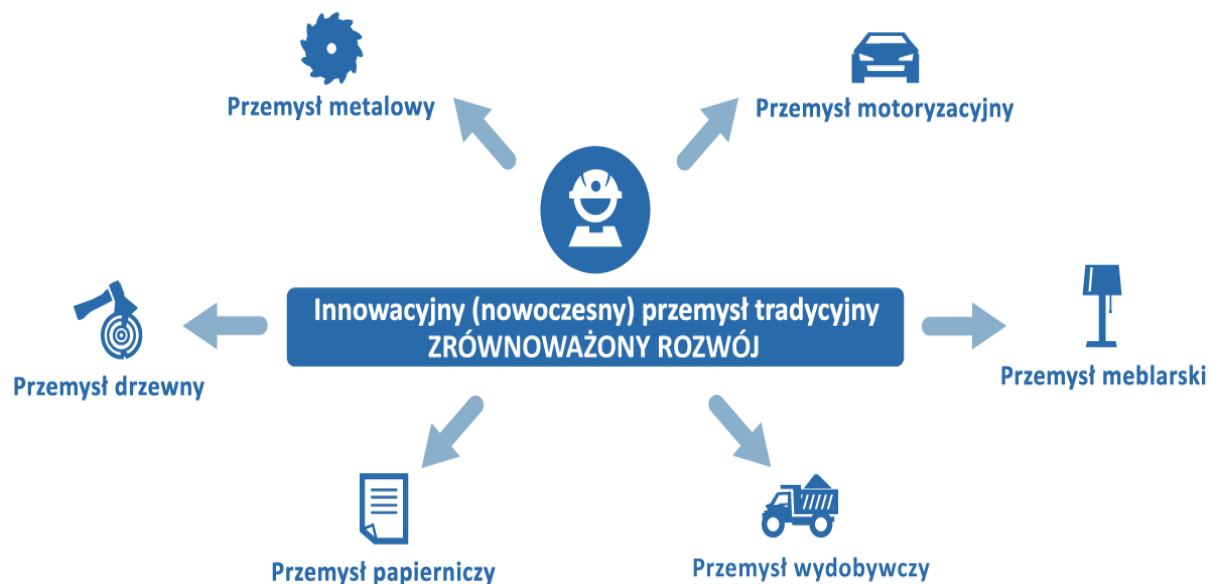 Przemysł metalowy
Przemysł motoryzacyjny
Innowacyjny (nowoczesny) przemysł tradycyjny
ZRÓWNOWAŻONY ROZWÓJ
Przemysł drzewny
Przemysł meblarski
Przemysł papierniczy
Przemysł wydobywczy